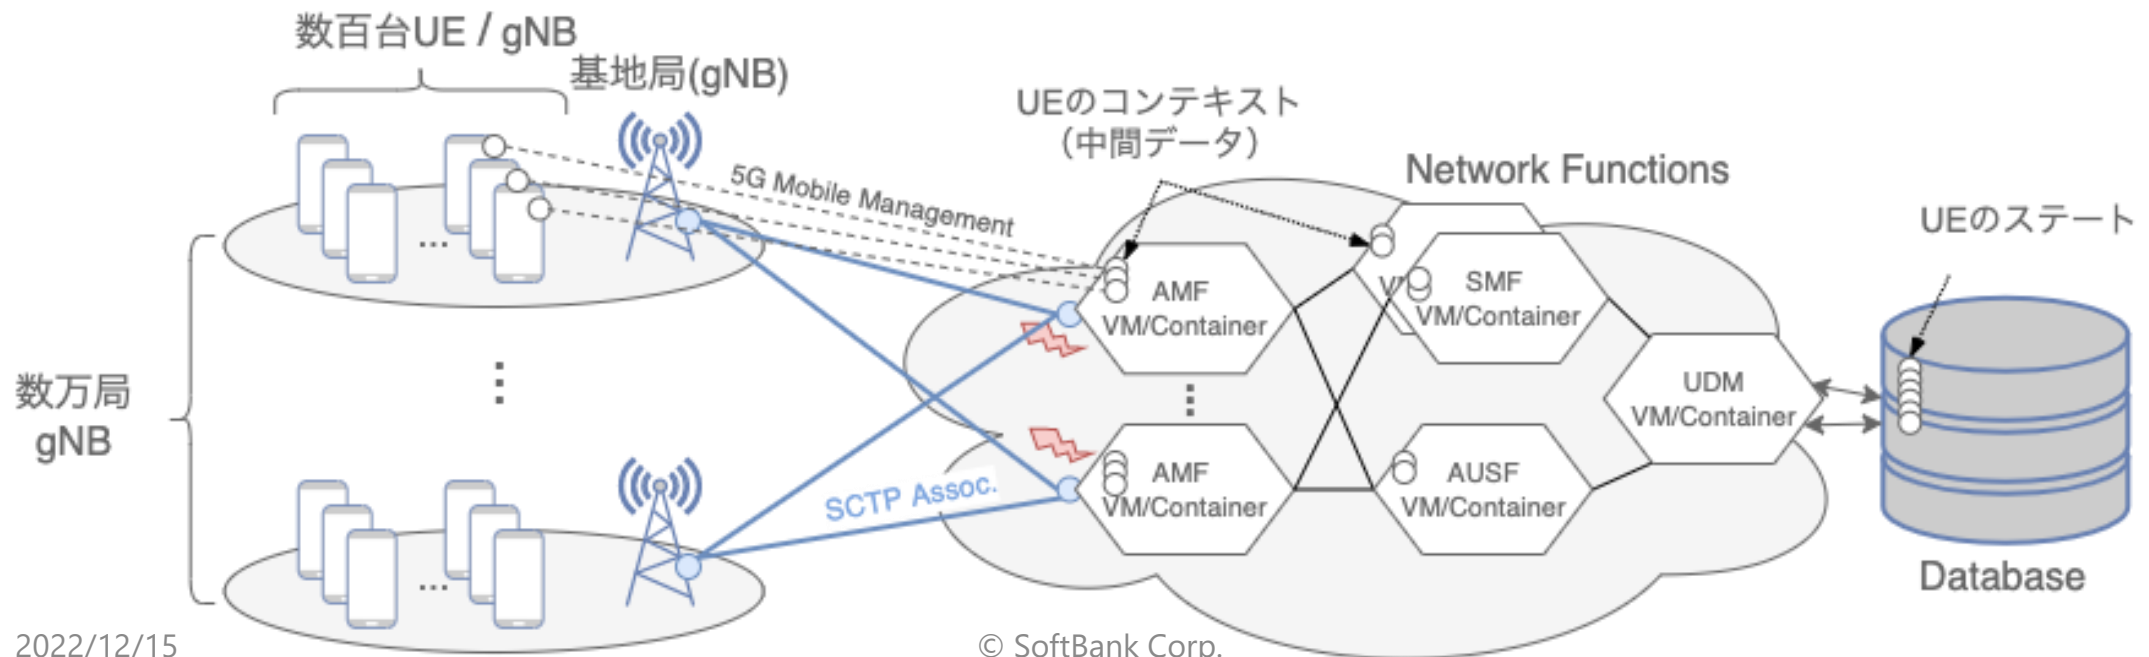 数百台UE / gNB
基地局(gNB)
UEのコンテキスト
(中間データ)
Network Functions
5G Mobile Management
UEのステート
AMF
VM/Container
SMF
VM/Container
数万局
gNB
UDM
VM/Container
AMF
VM/Container
AUSF
VM/Container
SCTP Assoc.
Database
2022/12/15
© SoftBank Corp.